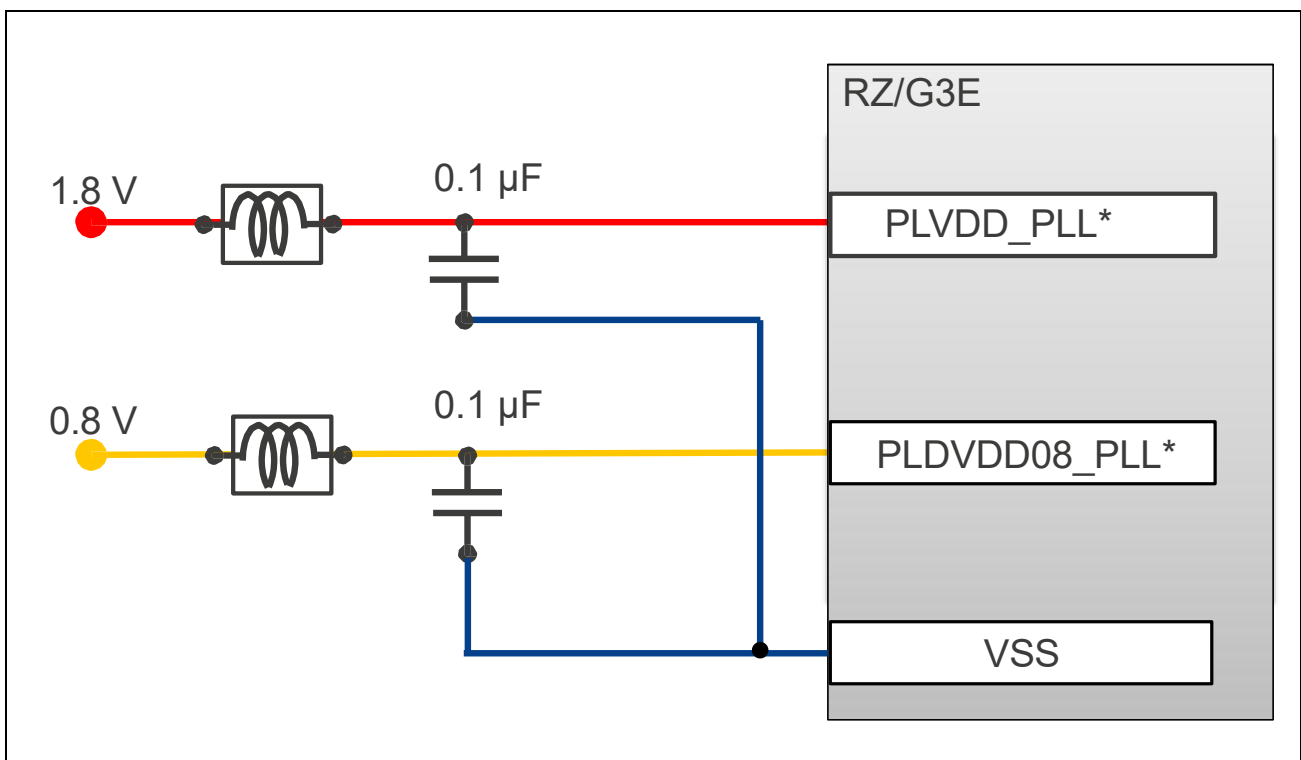 RZ/G3E
1.8 V
0.1 µF
PLVDD_PLL*
0.8 V
0.1 µF
PLDVDD08_PLL*
VSS